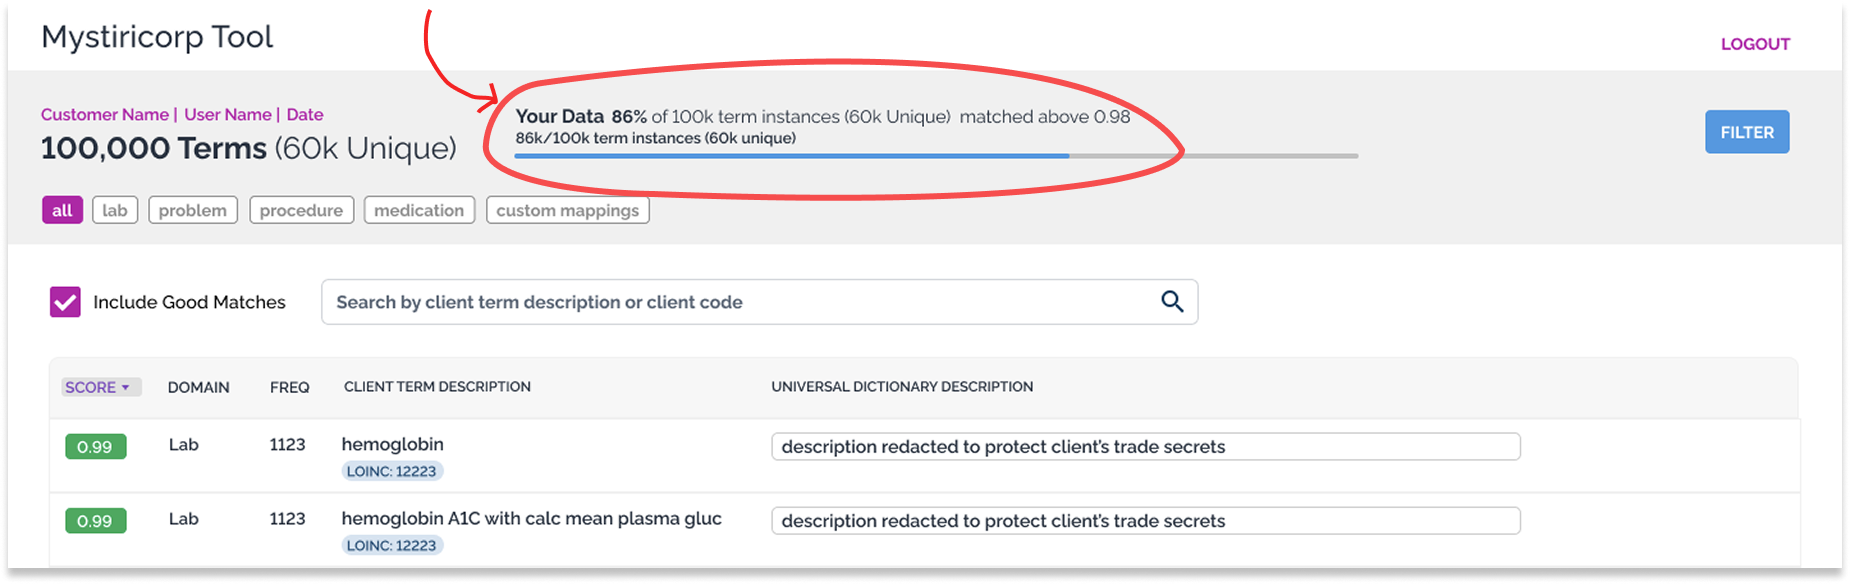 Mystiricorp Tool
LOGOUT
Customer Name | User Name | Date
100,000 Terms (60k Unique)
Your Data 86% of 100k term instances (60k Unique) matched above 0.98
86k/100k term instances (60k unique)
FILTER
all lab problem procedure medication custom mappings
Include Good Matches
Search by client term description or client code
SCORE DOMAIN FREQ CLIENT TERM DESCRIPTION UNIVERSAL DICTIONARY DESCRIPTION
0.99 Lab 1123 hemoglobin description redacted to protect client's trade secrets
LOINC: 12223
0.99 Lab 1123 hemoglobin A1C with calc mean plasma gluc description redacted to protect client's trade secrets
LOINC: 12223